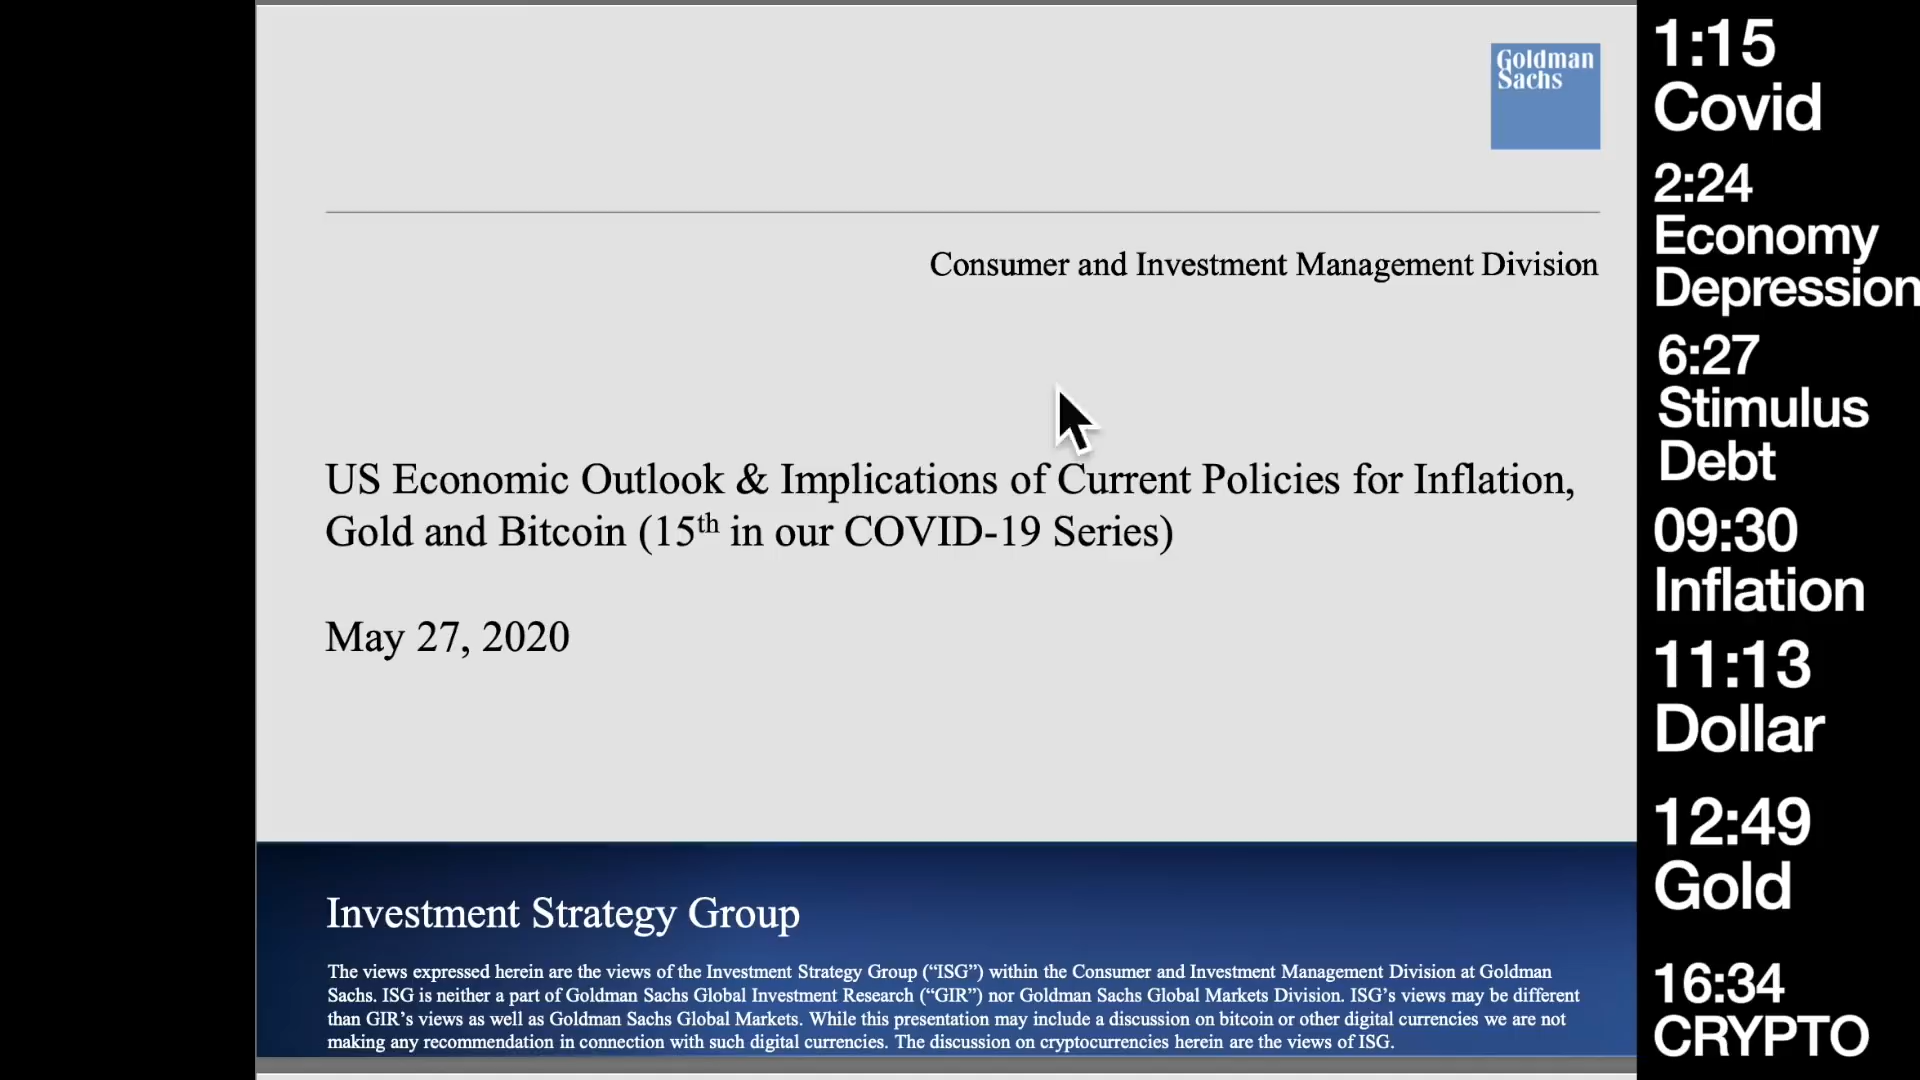 Goldman
Sachs
Consumer and Investment Management Division
US Economic Outlook & Implications of Current Policies for Inflation,
Gold and Bitcoin (15th in our COVID-19 Series)
May 27, 2020
Investment Strategy Group
The views expressed herein are the views of the Investment Strategy Group (“ISG”) within the Consumer and Investment Management Division at Goldman
Sachs. ISG is neither a part of Goldman Sachs Global Investment Research (“GIR”) nor Goldman Sachs Global Markets Division. ISG’s views may be different
than GIR’s views as well as Goldman Sachs Global Markets. While this presentation may include a discussion on bitcoin or other digital currencies we are not
making any recommendation in connection with such digital currencies. The discussion on cryptocurrencies herein are the views of ISG.
1:15
Covid
2:24
Economy
Depression
6:27
Stimulus
Debt
09:30
Inflation
11:13
Dollar
12:49
Gold
16:34
CRYPTO